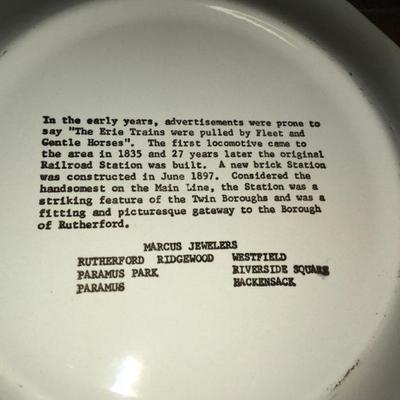 In the early years, advertisements were prone to
say "The Erie Trains were pulled by Fleet and
Gentle Horses". The first locomotive came to
the area in 1835 and 27 years later the original
Railroad Station was built. A new brick Station
was constructed in June 1897. Considered the
handsomest on the Main Line, the Station was a
striking feature of the Twin Boroughs and was a
fitting and picturesque gateway to the Borough
of Rutherford.
MARCUS JEWELERS
RUTHERFORD RIDGEWOOD WESTFIELD
PARAMUS PARK RIVERSIDE SQUARE
PARAMUS HACKENSACK